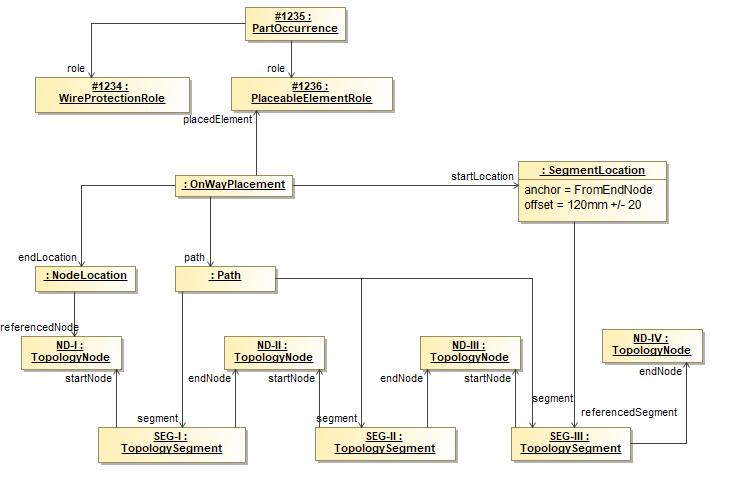 #1235 :
PartOccurrence
role
role
#1234 :
WireProtectionRole
#1236 :
PlaceableElementRole
placedElement
: OnWayPlacement
startLocation
: SegmentLocation
anchor = FromEndNode
offset = 120mm +/- 20
endLocation
path
: NodeLocation
: Path
referencedNode
ND-I :
TopologyNode
ND-II :
TopologyNode
ND-III :
TopologyNode
ND-IV :
TopologyNode
startNode
endNode
startNode
endNode
startNode
endNode
segment
segment
segment
referencedSegment
SEG-I :
TopologySegment
SEG-II :
TopologySegment
SEG-III :
TopologySegment